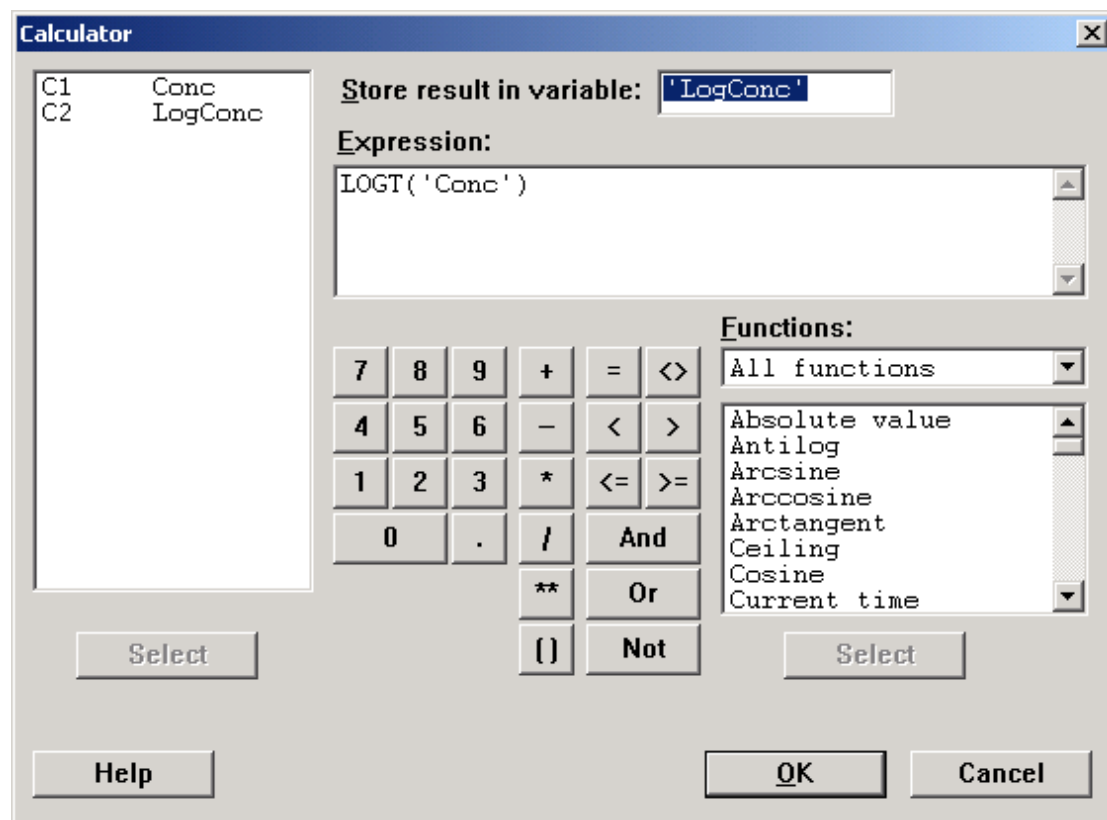 Calculator
C1 Conc
C2 LogConc
Store result in variable: 'LogConc'
Expression:
LOGT('Conc')
Functions:
All functions
7 8 9 + = <>
4 5 6 − < >
1 2 3 * <= >=
0 . / And
** Or
() Not
Absolute value
Antilog
Arcsine
Arccosine
Arctangent
Ceiling
Cosine
Current time
Select
Select
Help
OK
Cancel